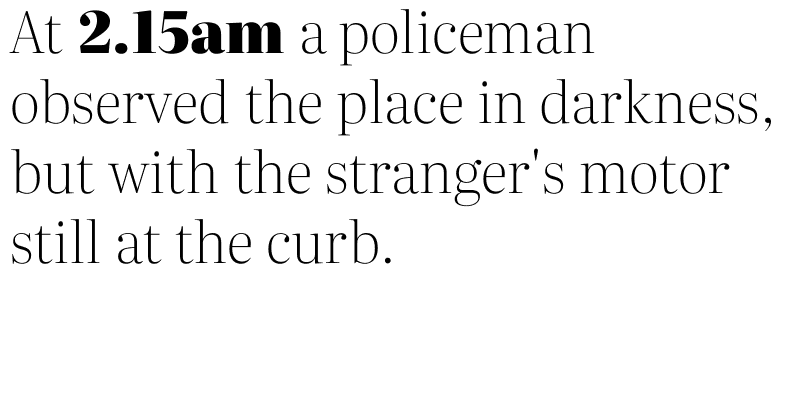 At 2.15am a policeman
observed the place in darkness,
but with the stranger's motor
still at the curb.